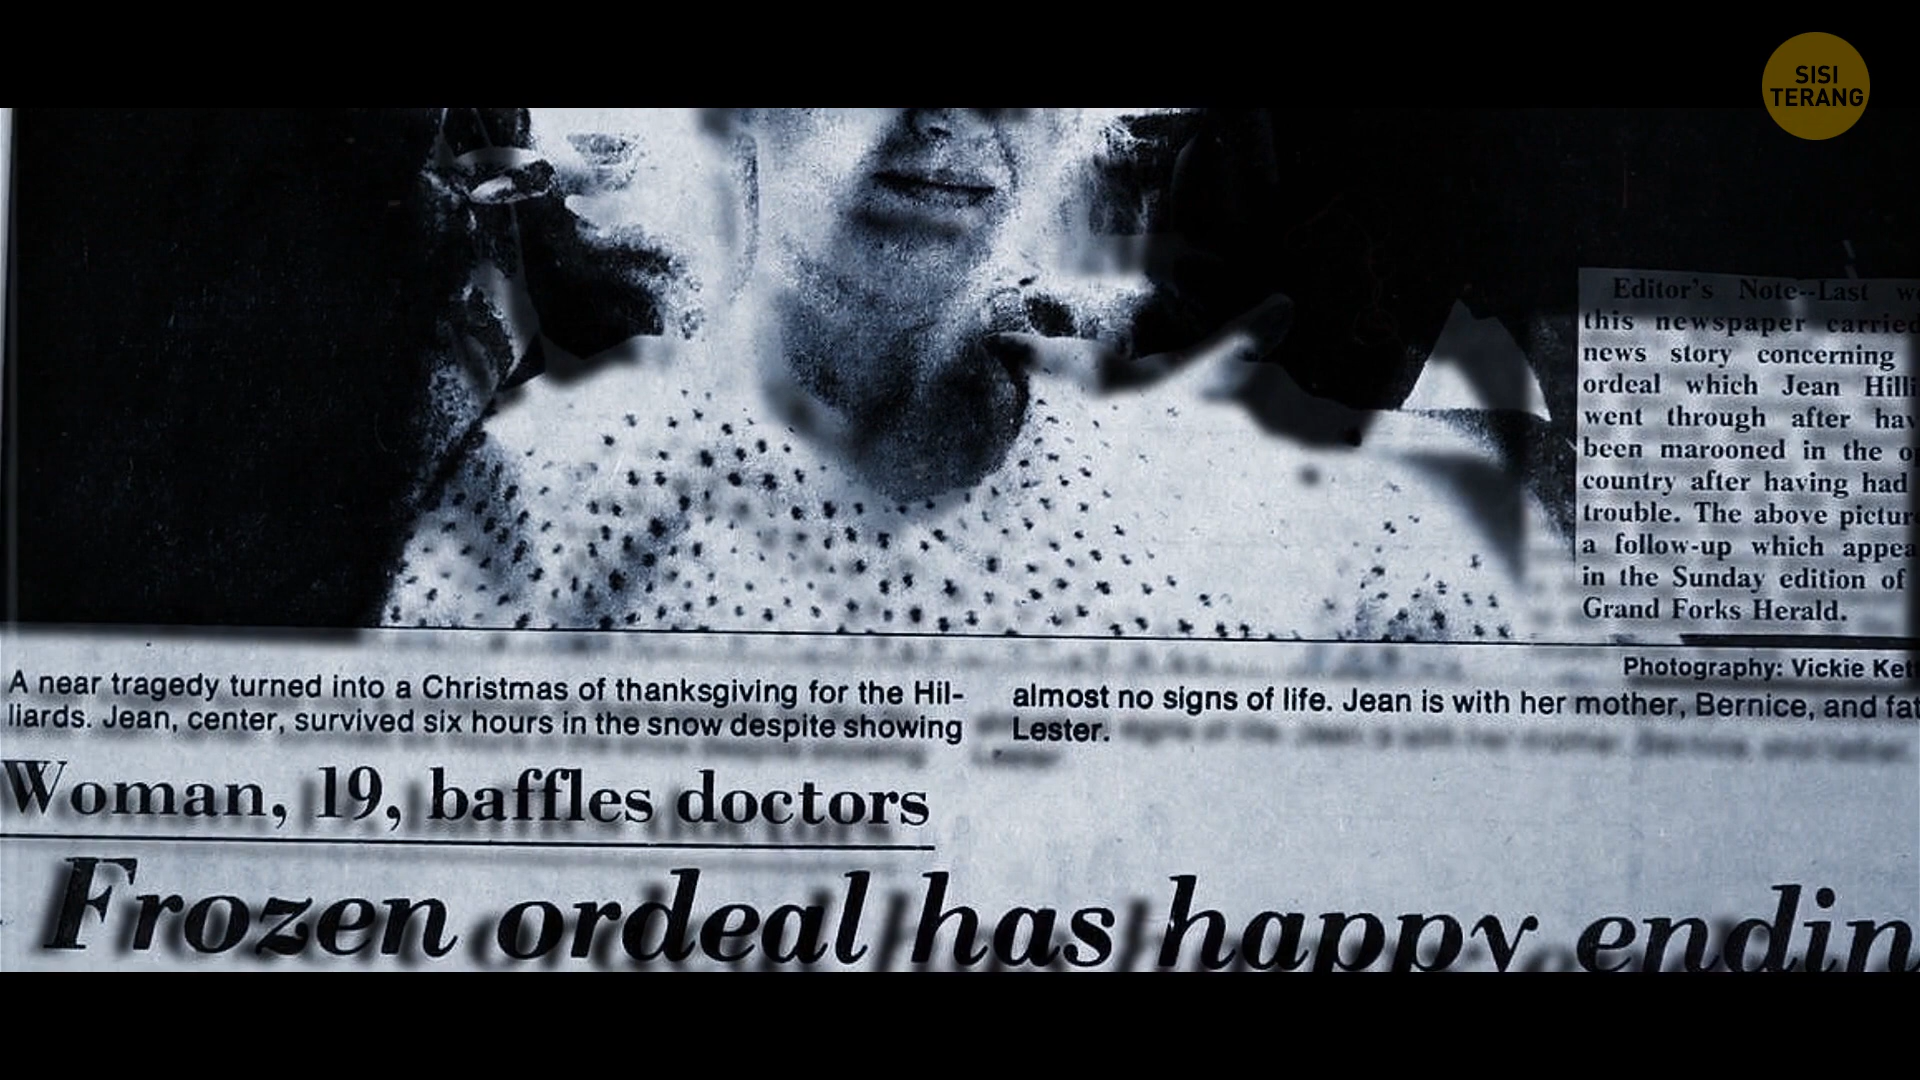 SISI
TERANG
Editor's Note--Last
this newspaper carried
news story concerning
ordeal which Jean
went through after
been marooned in the
country after having had
trouble. The above
a follow-up which
in the Sunday edition of
Grand Forks Herald.
Photography: Vickie
A near tragedy turned into a Christmas of thanksgiving for the Hil-
liards. Jean, center, survived six hours in the snow despite showing
almost no signs of life. Jean is with her mother, Bernice, and
Lester.
Woman, 19, baffles doctors
Frozen ordeal has happy